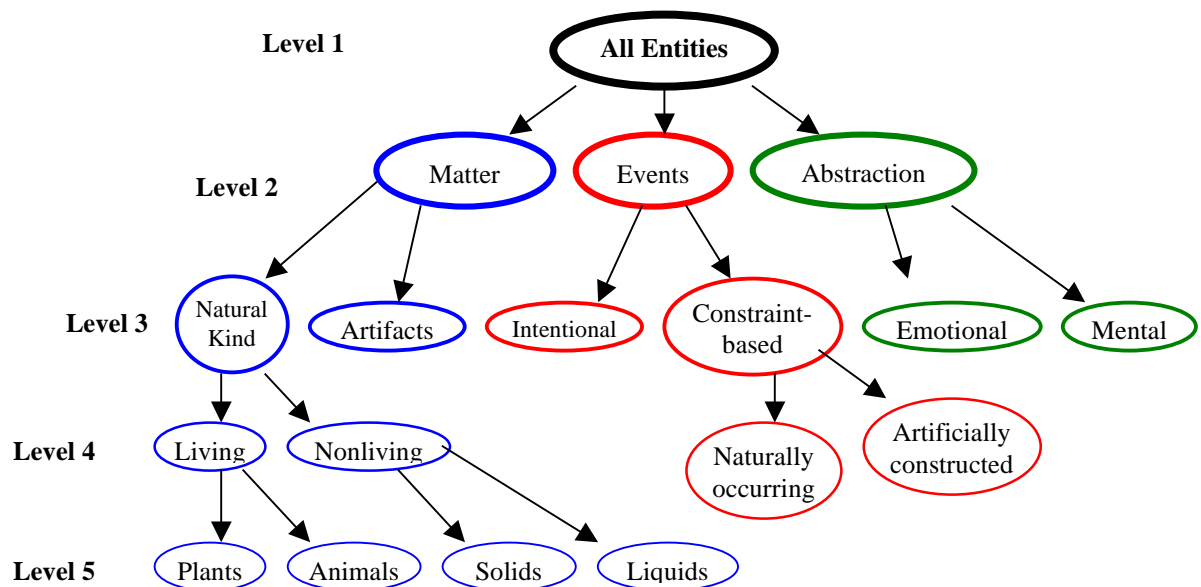 Level 1
All Entities
Level 2
Matter
Events
Abstraction
Level 3
Natural
Kind
Artifacts
Intentional
Constraint-
based
Emotional
Mental
Level 4
Living
Nonliving
Naturally
occurring
Artificially
constructed
Level 5
Plants
Animals
Solids
Liquids